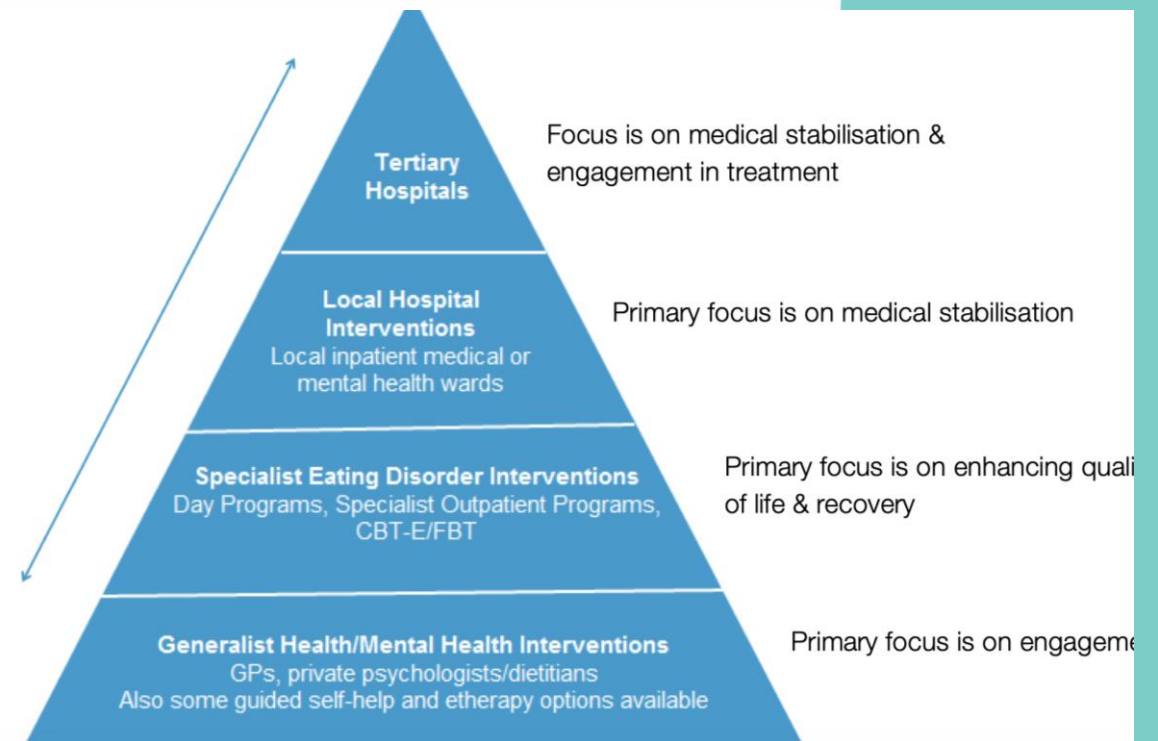 Tertiary
Hospitals
Focus is on medical stabilisation &
engagement in treatment
Local Hospital
Interventions
Local inpatient medical or
mental health wards
Primary focus is on medical stabilisation
Specialist Eating Disorder Interventions
Day Programs, Specialist Outpatient Programs,
CBT-E/FBT
Primary focus is on enhancing quali
of life & recovery
Generalist Health/Mental Health Interventions
GPs, private psychologists/dietitians
Also some guided self-help and etherapy options available
Primary focus is on engageme